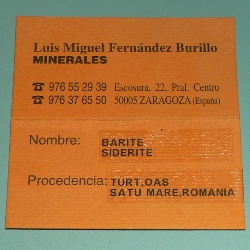 Luis Miguel Fernández Burillo
MINERALES
☎ 976 55 29 39 Escosura, 22, Pral. Centro
☎ 976 37 65 50 50005 ZARAGOZA (España)
Nombre: BARITE
SIDERITE
Procedencia: TURT,OAS
SATU MARE,ROMANIA